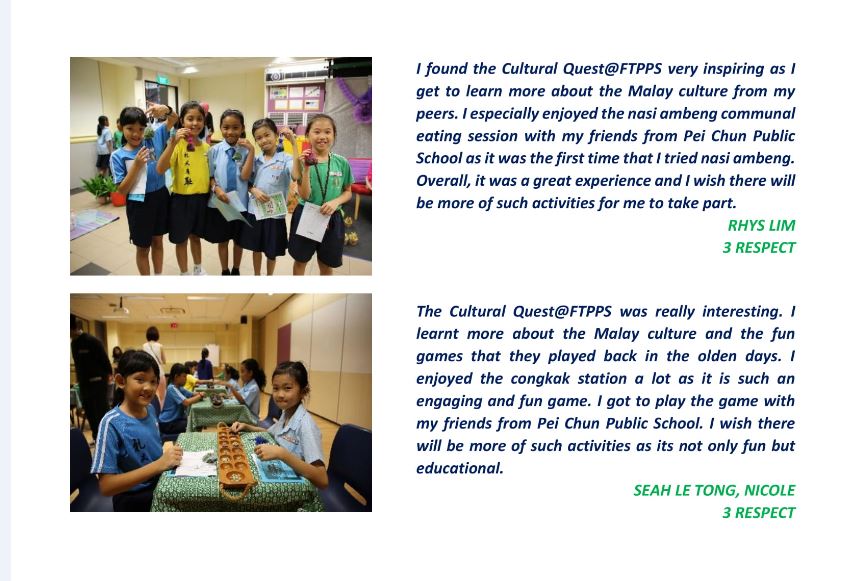 I found the Cultural Quest@FTPPS very inspiring as I
get to learn more about the Malay culture from my
peers. I especially enjoyed the nasi ambeng communal
eating session with my friends from Pei Chun Public
School as it was the first time that I tried nasi ambeng.
Overall, it was a great experience and I wish there will
be more of such activities for me to take part.
RHYS LIM
3 RESPECT
The Cultural Quest@FTPPS was really interesting. I
learnt more about the Malay culture and the fun
games that they played back in the olden days. I
enjoyed the congkak station a lot as it is such an
engaging and fun game. I got to play the game with
my friends from Pei Chun Public School. I wish there
will be more of such activities as its not only fun but
educational.
SEAH LE TONG, NICOLE
3 RESPECT